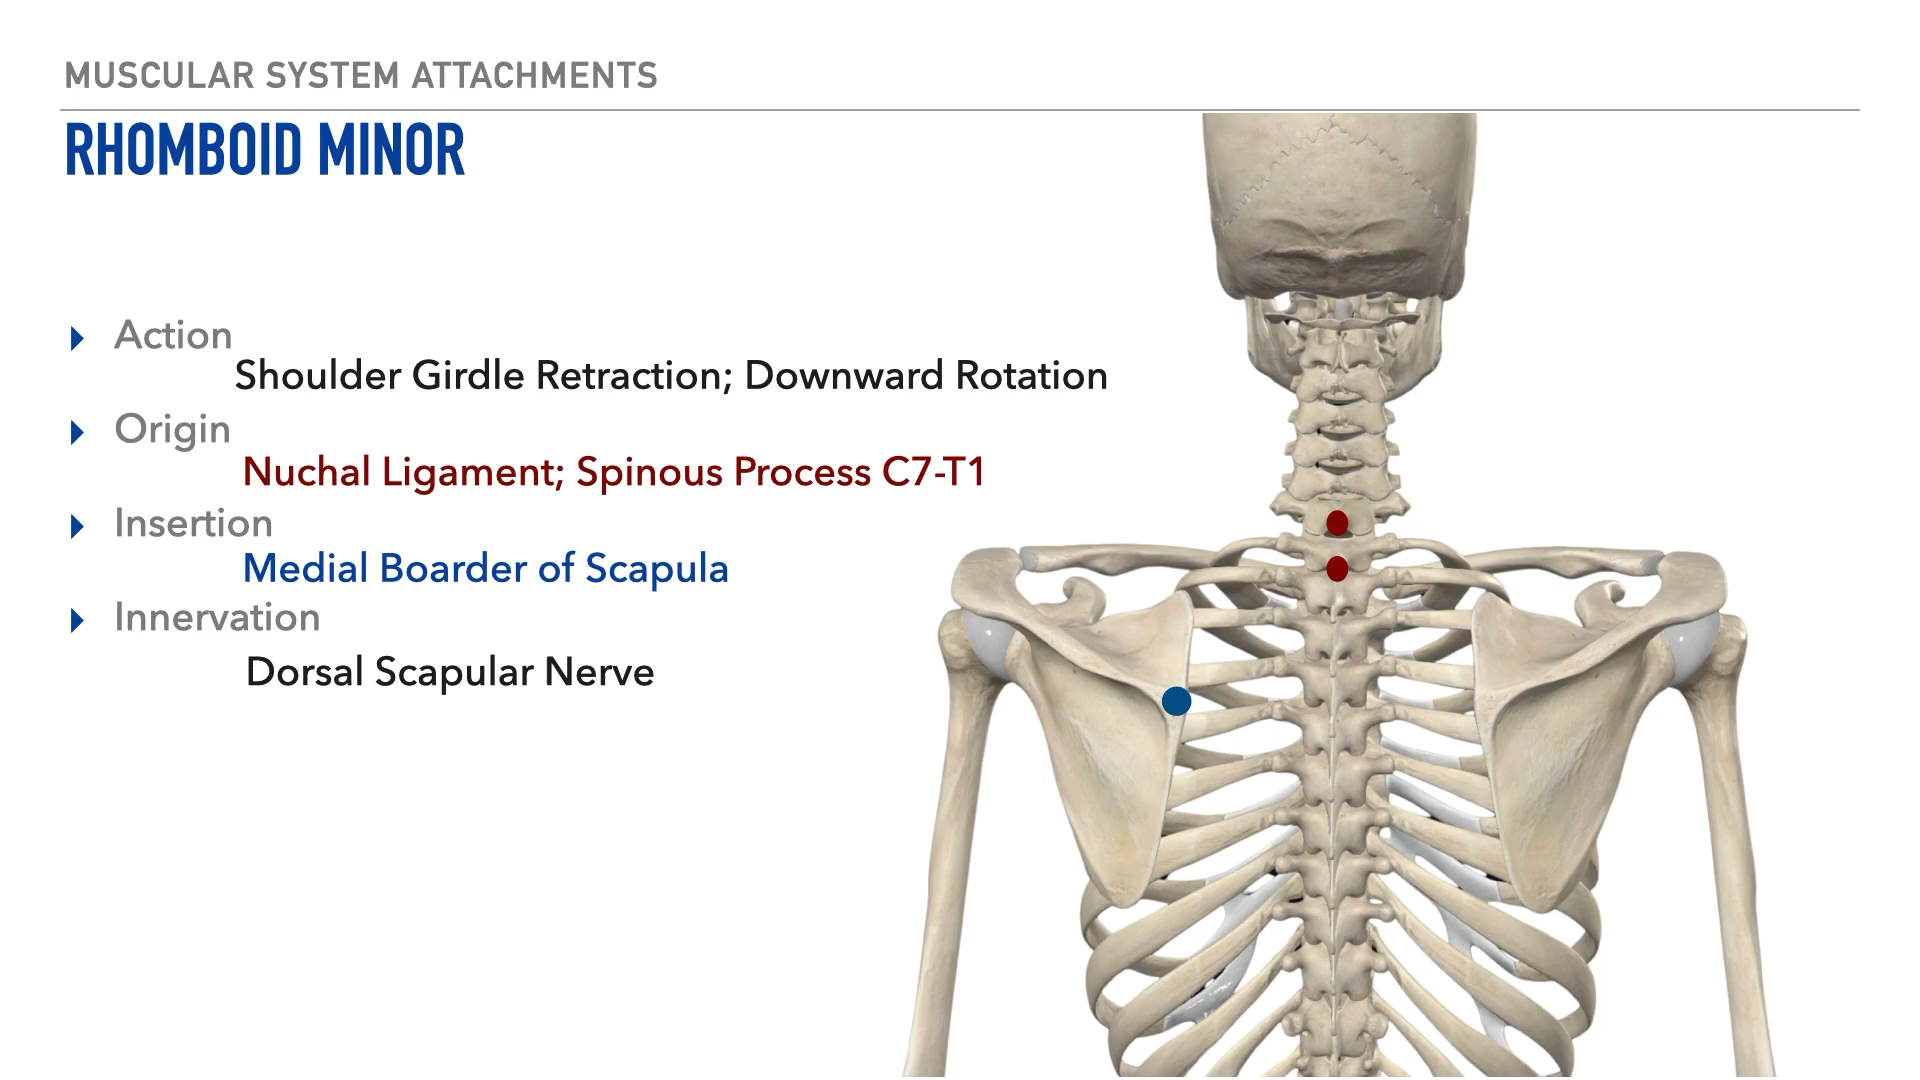 MUSCULAR SYSTEM ATTACHMENTS
RHOMBOID MINOR
Action
Shoulder Girdle Retraction; Downward Rotation
Origin
Nuchal Ligament; Spinous Process C7-T1
Insertion
Medial Boarder of Scapula
Innervation
Dorsal Scapular Nerve